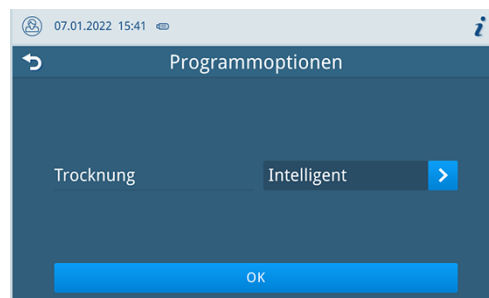 07.01.2022 15:41
i
Programmoptionen
Trocknung Intelligent
OK